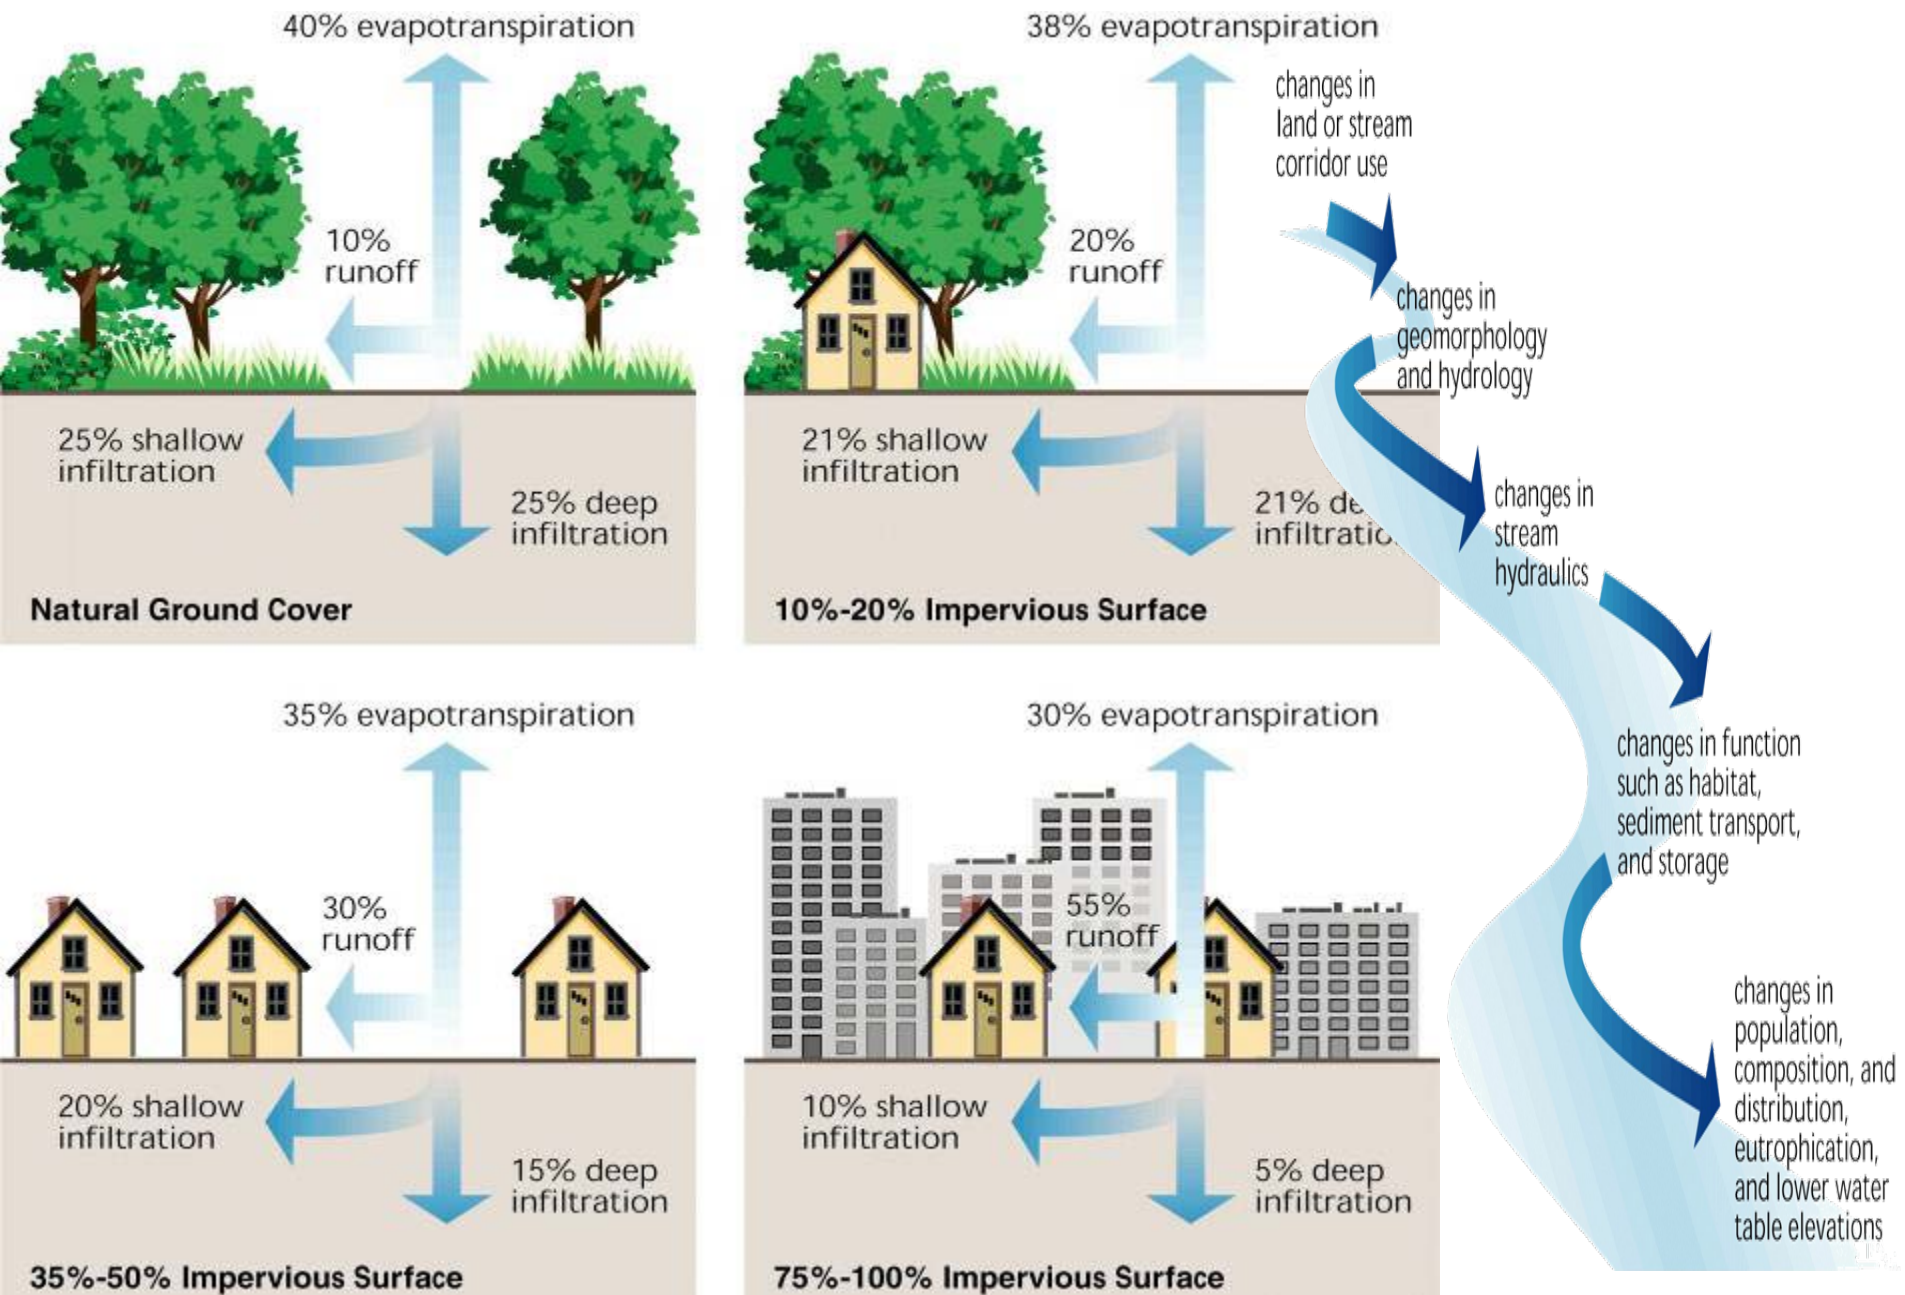 40% evapotranspiration
10%
runoff
25% shallow
infiltration
25% deep
infiltration
Natural Ground Cover
38% evapotranspiration
20%
runoff
21% shallow
infiltration
21% de
infiltratio
10%-20% Impervious Surface
35% evapotranspiration
30%
runoff
20% shallow
infiltration
15% deep
infiltration
35%-50% Impervious Surface
30% evapotranspiration
55%
runoff
10% shallow
infiltration
5% deep
infiltration
75%-100% Impervious Surface
changes in
land or stream
corridor use
changes in
geomorphology
and hydrology
changes in
stream
hydraulics
changes in function
such as habitat,
sediment transport,
and storage
changes in
population,
composition, and
distribution,
eutrophication,
and lower water
table elevations